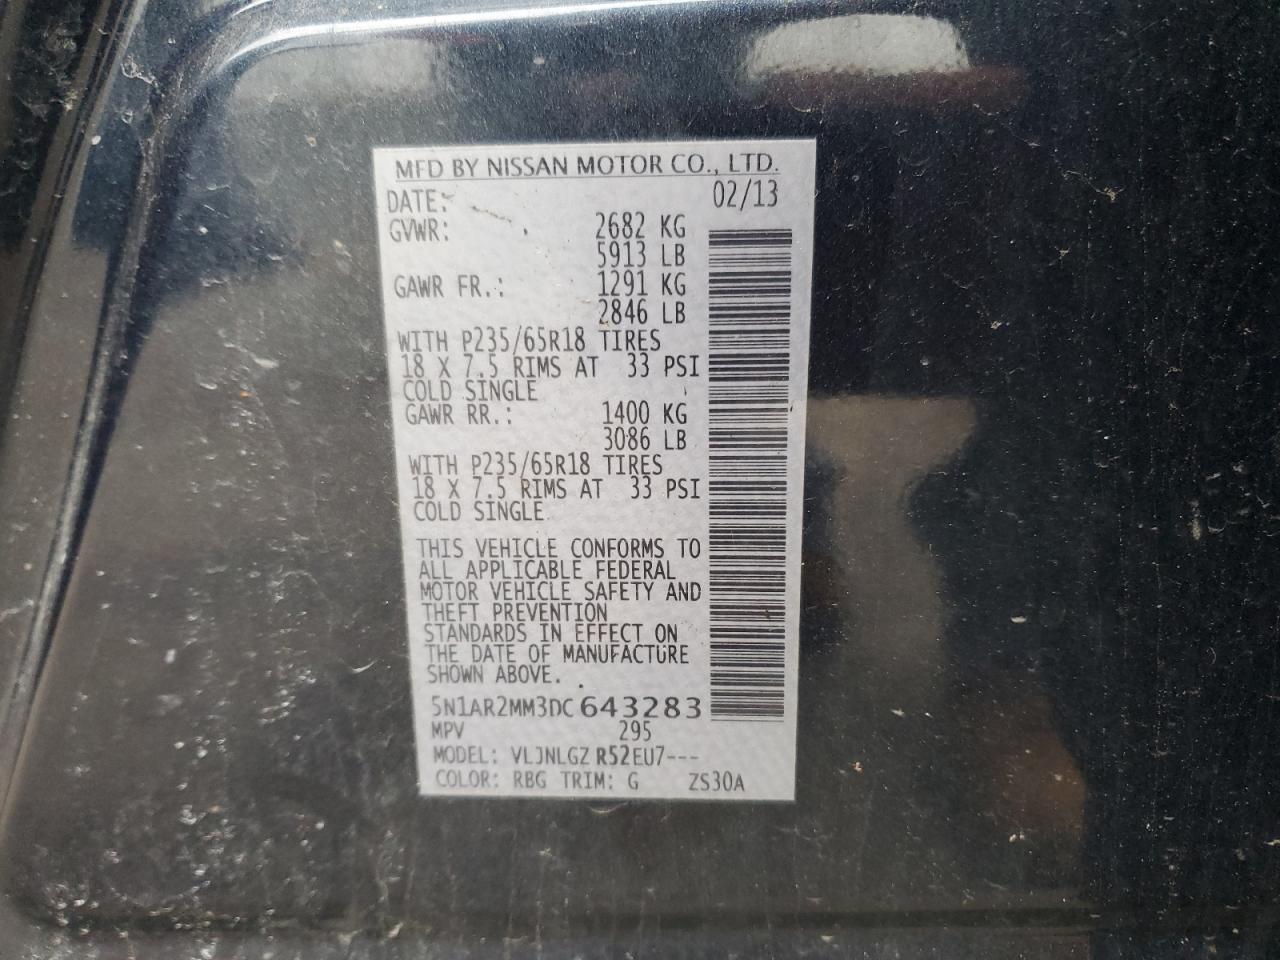 MFD BY NISSAN MOTOR CO., LTD.
DATE: 02/13
GVWR: 2682 KG
5913 LB
GAWR FR.: 1291 KG
2846 LB
WITH P235/65R18 TIRES
18 X 7.5 RIMS AT 33 PSI
COLD SINGLE
GAWR RR.: 1400 KG
3086 LB
WITH P235/65R18 TIRES
18 X 7.5 RIMS AT 33 PSI
COLD SINGLE
THIS VEHICLE CONFORMS TO
ALL APPLICABLE FEDERAL
MOTOR VEHICLE SAFETY AND
THEFT PREVENTION
STANDARDS IN EFFECT ON
THE DATE OF MANUFACTURE
SHOWN ABOVE.
5N1AR2MM3DC643283
MPV 295
MODEL: VLJNLGZ R52EU7---
COLOR: RBG TRIM: G ZS30A